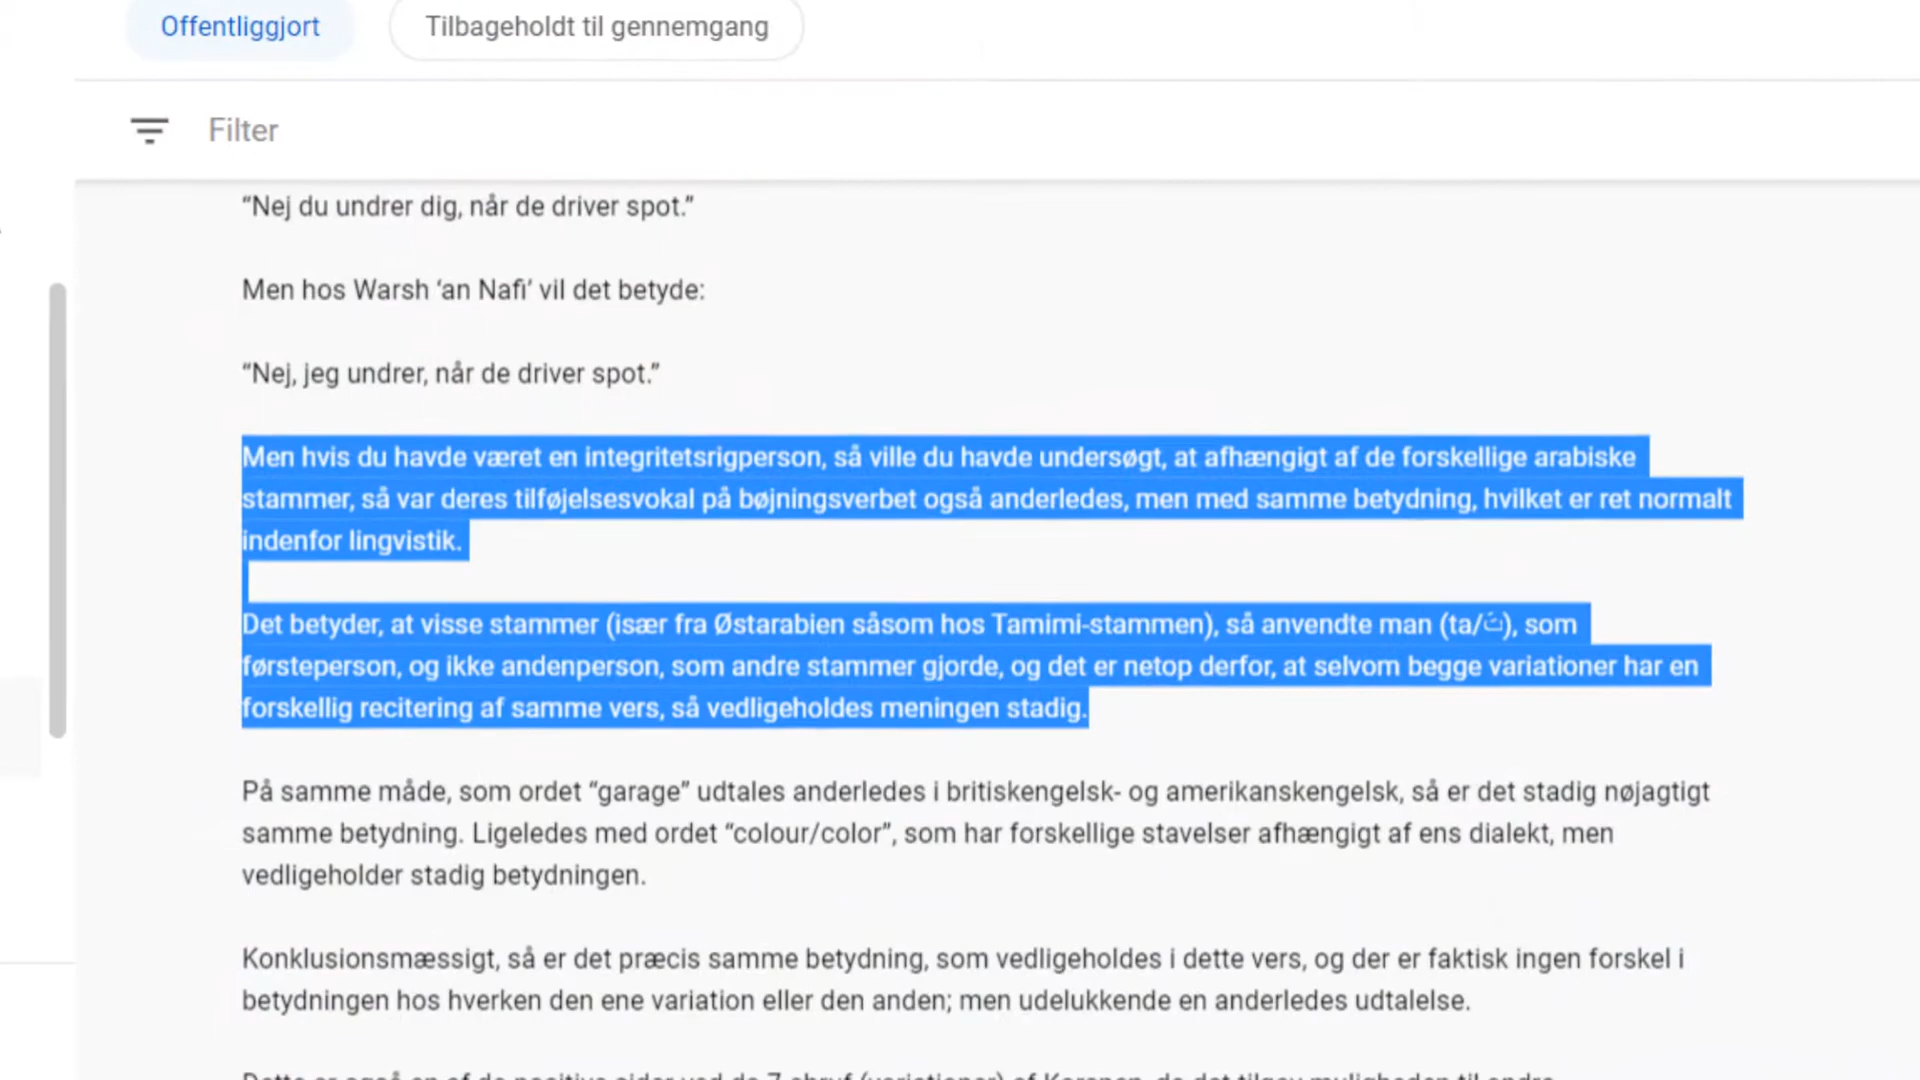 Offentliggjort
Tilbageholdt til gennemgang
Filter
“Nej du undrer dig, når de driver spot.”
Men hos Warsh ‘an Nafi’ vil det betyde:
“Nej, jeg undrer, når de driver spot.”
Men hvis du havde været en integritetsrigperson, så ville du havde undersøgt, at afhængigt af de forskellige arabiske
stammer, så var deres tilføjelsesvokal på bøjningsverbet også anderledes, men med samme betydning, hvilket er ret normalt
indenfor lingvistik.
Det betyder, at visse stammer (især fra Østarabien såsom hos Tamimi-stammen), så anvendte man (ta/تَ), som
førsteperson, og ikke andenperson, som andre stammer gjorde, og det er netop derfor, at selvom begge variationer har en
forskellig recitering af samme vers, så vedligeholdes meningen stadig.
På samme måde, som ordet “garage” udtales anderledes i britiskengelsk- og amerikanskengelsk, så er det stadig nøjagtigt
samme betydning. Ligeledes med ordet “colour/color”, som har forskellige stavelser afhængigt af ens dialekt, men
vedligeholder stadig betydningen.
Konklusionsmæssigt, så er det præcis samme betydning, som vedligeholdes i dette vers, og der er faktisk ingen forskel i
betydningen hos hverken den ene variation eller den anden; men udelukkende en anderledes udtalelse.